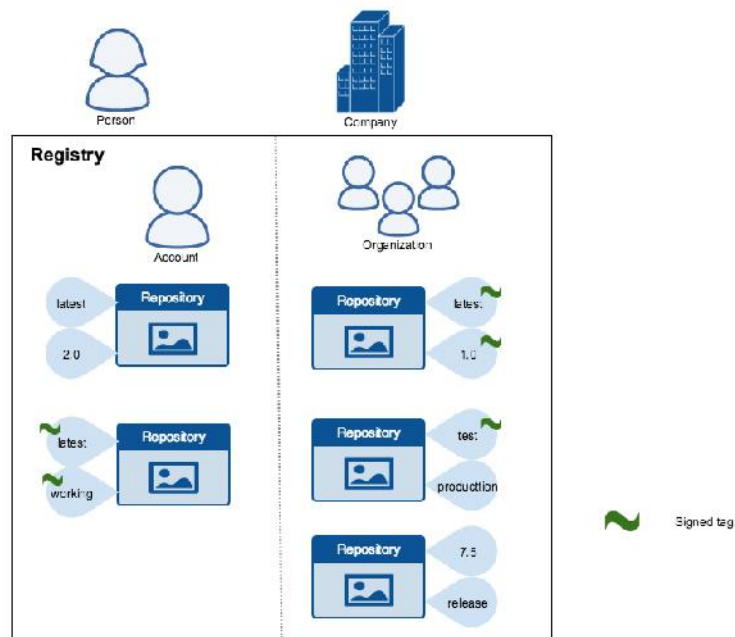 Person
Company
Registry
Account
Organization
latest
Repository
2.0
Repository
latest
1.0
latest
Repository
working
Repository
test
producttion
Repository
7.5
release
Signed tag